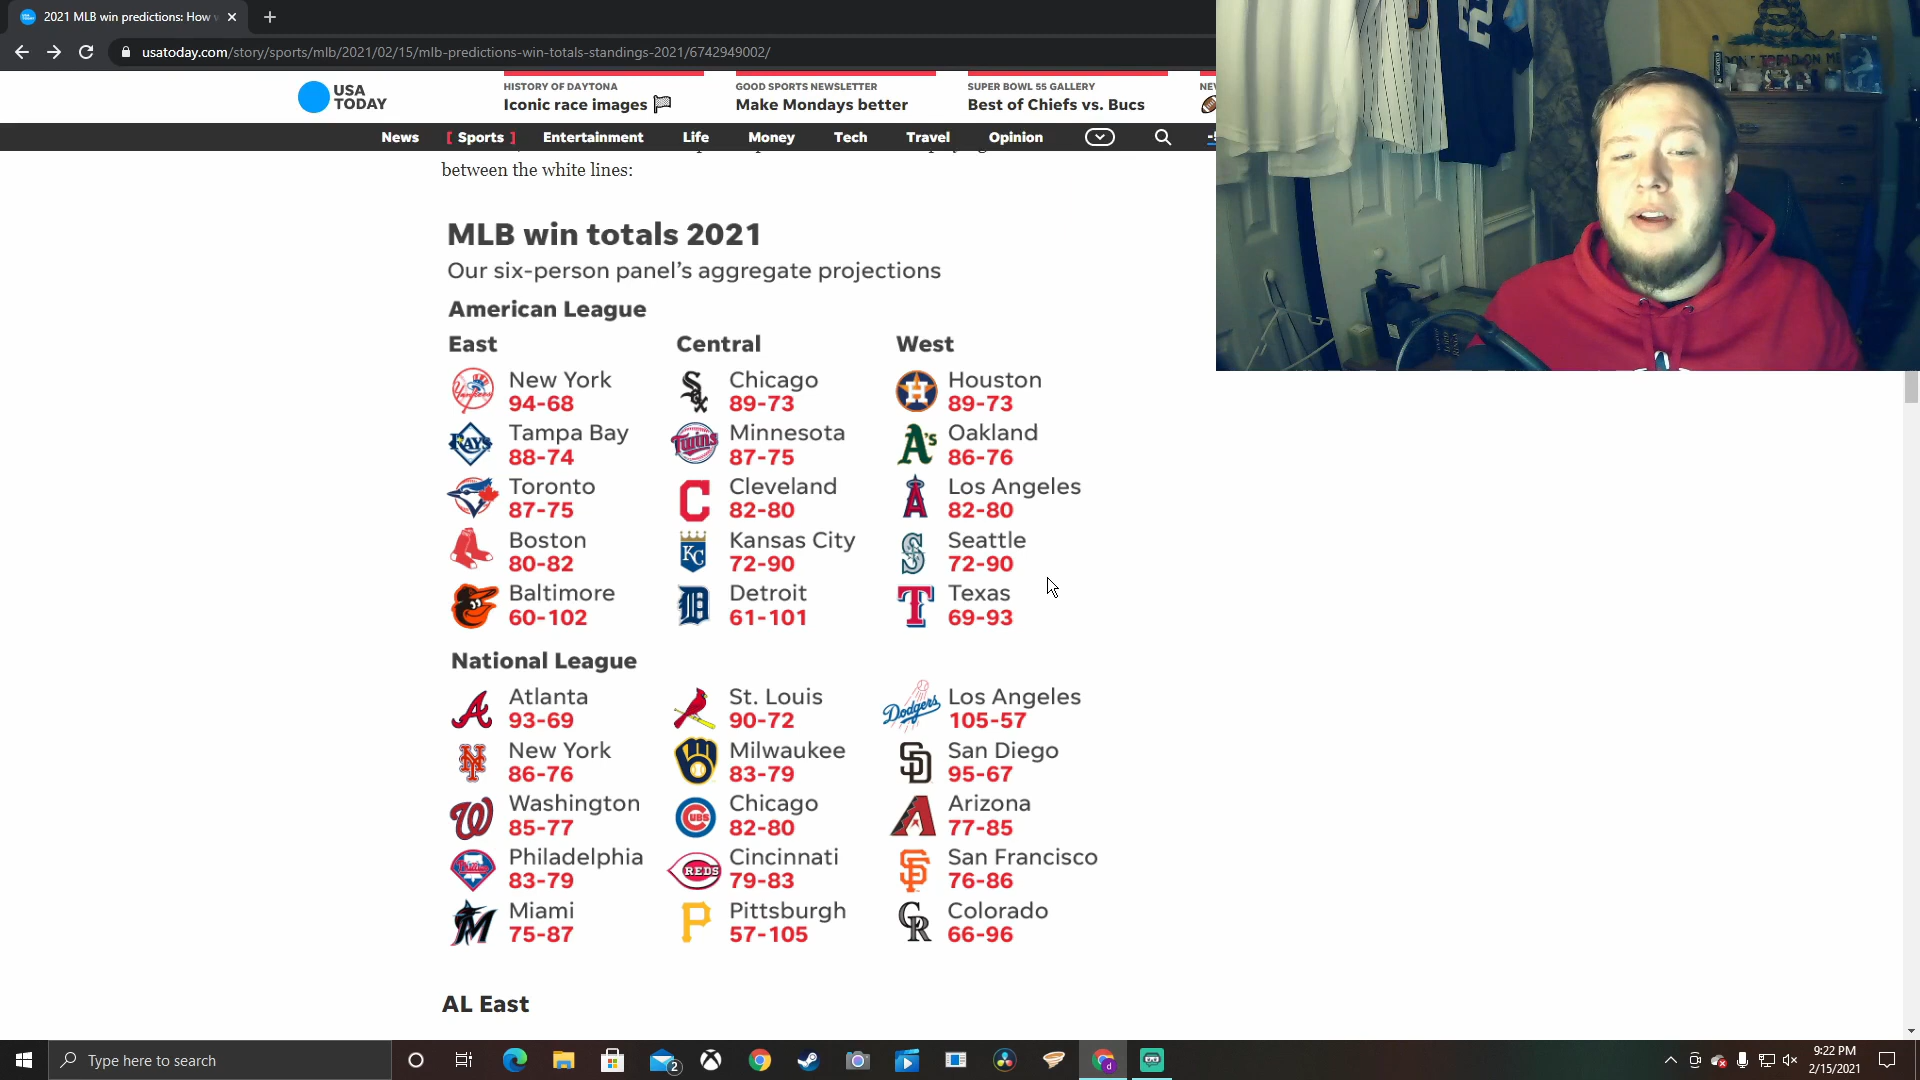 2021 MLB win predictions: How
usatoday.com/story/sports/mlb/2021/02/15/mlb-predictions-win-totals-standings-2021/6742949002/
USA TODAY
HISTORY OF DAYTONA
Iconic race images
GOOD SPORTS NEWSLETTER
Make Mondays better
SUPER BOWL 55 GALLERY
Best of Chiefs vs. Bucs
News [ Sports ] Entertainment Life Money Tech Travel Opinion
between the white lines:
MLB win totals 2021
Our six-person panel's aggregate projections
American League
East Central West
New York Chicago Houston
94-68 89-73 89-73
Tampa Bay Minnesota Oakland
88-74 87-75 86-76
Toronto Cleveland Los Angeles
87-75 82-80 82-80
Boston Kansas City Seattle
80-82 72-90 72-90
Baltimore Detroit Texas
60-102 61-101 69-93
National League
Atlanta St. Louis Los Angeles
93-69 90-72 105-57
New York Milwaukee San Diego
86-76 83-79 95-67
Washington Chicago Arizona
85-77 82-80 77-85
Philadelphia Cincinnati San Francisco
83-79 79-83 76-86
Miami Pittsburgh Colorado
75-87 57-105 66-96
AL East
Type here to search
2
9:22 PM
2/15/2021